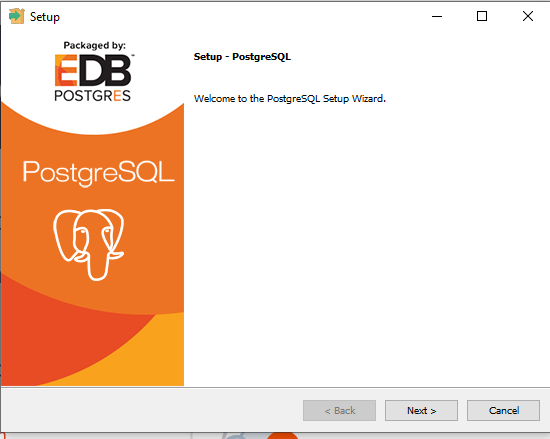 Setup
Packaged by:
EDB
POSTGRES
PostgreSQL
Setup - PostgreSQL
Welcome to the PostgreSQL Setup Wizard.
< Back
Next >
Cancel